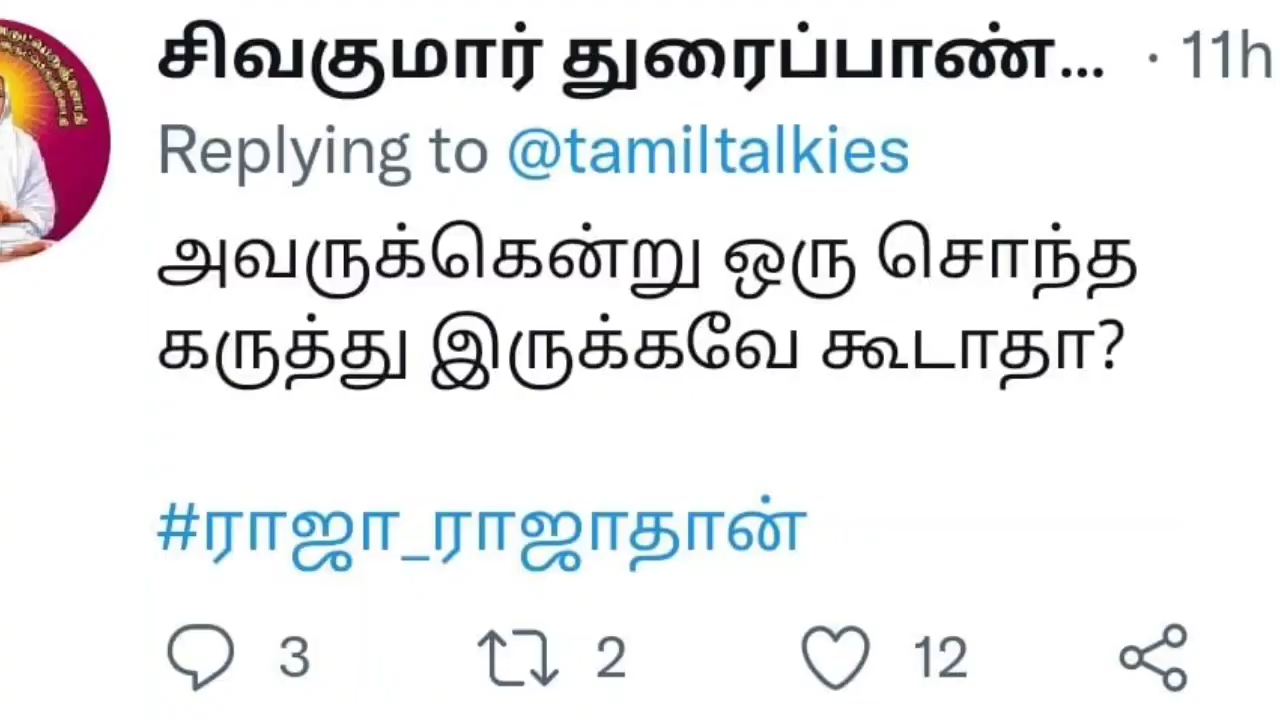 சிவகுமார் துரைப்பாண்... · 11h
Replying to @tamiltalkies
அவருக்கென்று ஒரு சொந்த
கருத்து இருக்கவே கூடாதா?
#ராஜா_ராஜாதான்
3 2 12